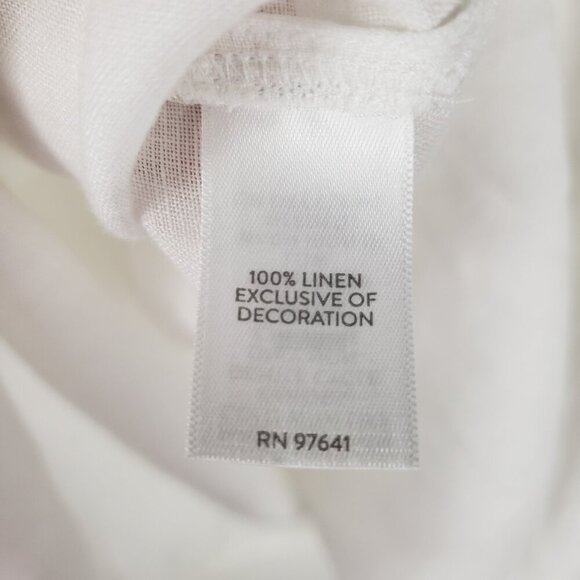 100% LINEN
EXCLUSIVE OF
DECORATION
RN 97641